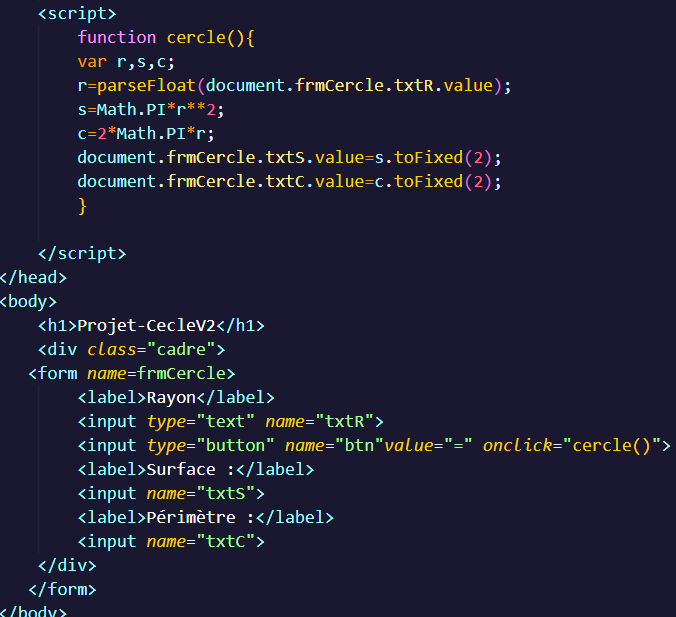 <script>
function cercle(){
var r,s,c;
r=parseFloat(document.frmCercle.txtR.value);
s=Math.PI*r**2;
c=2*Math.PI*r;
document.frmCercle.txtS.value=s.toFixed(2);
document.frmCercle.txtC.value=c.toFixed(2);
}
</script>
</head>
<body>
<h1>Projet-CecleV2</h1>
<div class="cadre">
<form name=frmCercle>
<label>Rayon</label>
<input type="text" name="txtR">
<input type="button" name="btn"value="=" onclick="cercle()">
<label>Surface :</label>
<input name="txtS">
<label>Périmètre :</label>
<input name="txtC">
</div>
</form>
</body>